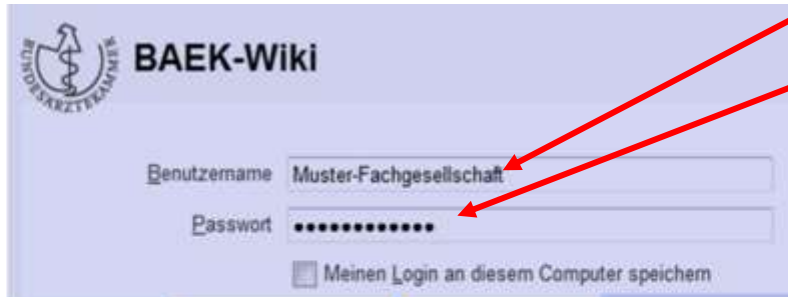 BUNDESÄRZTEKAMMER
BAEK-Wiki
Benutzername Muster-Fachgesellschaft
Passwort ••••••••••••
Meinen Login an diesem Computer speichern